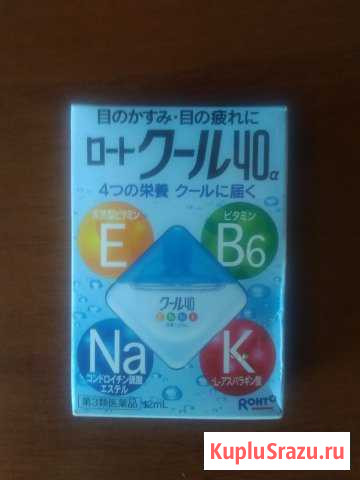 目のかすみ・目の疲れに
ロートクール40α
4つの栄養 クールに届く
天然型ビタミン
E
ビタミン
B6
クール40
Na
コンドロイチン硫酸
エステル
K
L-アスパラギン酸
第3類医薬品 12mL
ROHTO
KupluSrazu.ru